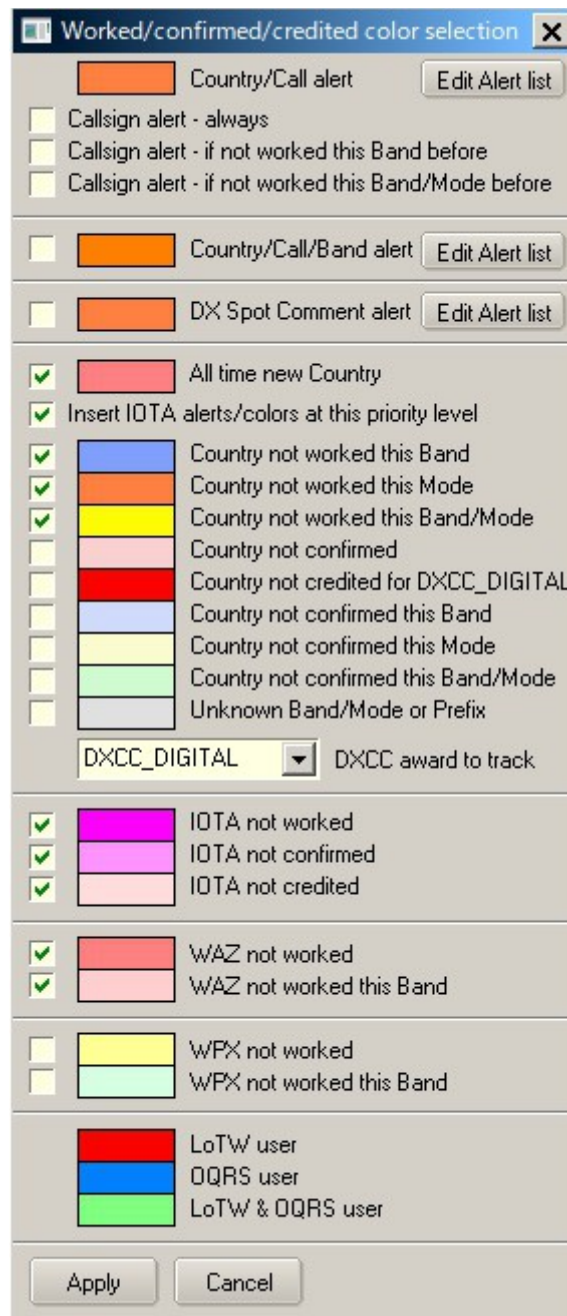 Worked/confirmed/credited color selection
Country/Call alert Edit Alert list
Callsign alert - always
Callsign alert - if not worked this Band before
Callsign alert - if not worked this Band/Mode before
Country/Call/Band alert Edit Alert list
DX Spot Comment alert Edit Alert list
All time new Country
Insert IOTA alerts/colors at this priority level
Country not worked this Band
Country not worked this Mode
Country not worked this Band/Mode
Country not confirmed
Country not credited for DXCC_DIGITAL
Country not confirmed this Band
Country not confirmed this Mode
Country not confirmed this Band/Mode
Unknown Band/Mode or Prefix
DXCC_DIGITAL DXCC award to track
IOTA not worked
IOTA not confirmed
IOTA not credited
WAZ not worked
WAZ not worked this Band
WPX not worked
WPX not worked this Band
LoTW user
OQRS user
LoTW & OQRS user
Apply Cancel